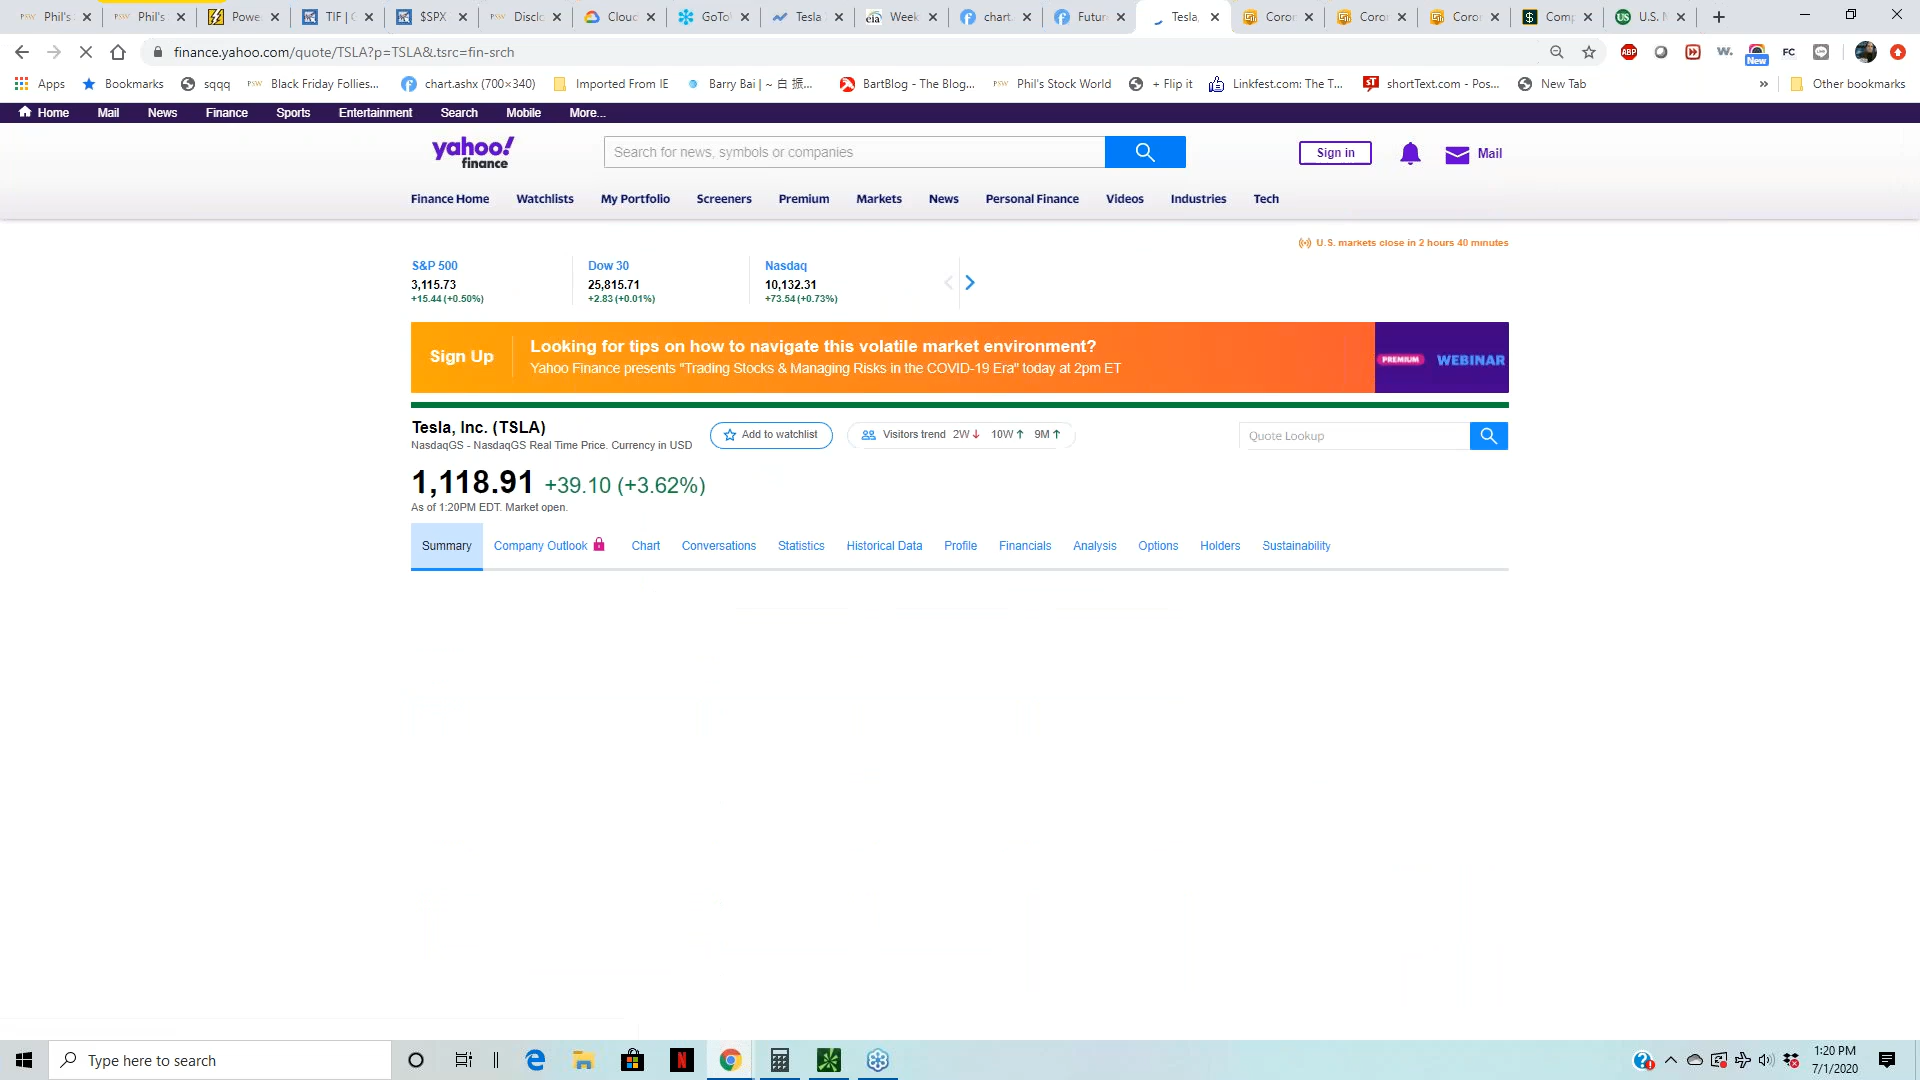 Phil's
Phil's
Powe
TIF | (
$SPX
Disclo
Cloud
GoTo
Tesla
Week
chart.
Futur
Tesla,
Coron
Coron
Coron
Comp
U.S. M
finance.yahoo.com/quote/TSLA?p=TSLA&.tsrc=fin-srch
ABP
W.
New
FC
Apps
Bookmarks
sqqq
Black Friday Follies...
chart.ashx (700×340)
Imported From IE
Barry Bai | ~ 白 振...
BartBlog - The Blog...
Phil's Stock World
+ Flip it
Linkfest.com: The T...
shortText.com - Pos...
New Tab
»
Other bookmarks
Home Mail News Finance Sports Entertainment Search Mobile More...
yahoo!
finance
Search for news, symbols or companies
Sign in
Mail
Finance Home Watchlists My Portfolio Screeners Premium Markets News Personal Finance Videos Industries Tech
U.S. markets close in 2 hours 40 minutes
S&P 500
3,115.73
+15.44 (+0.50%)
Dow 30
25,815.71
+2.83 (+0.01%)
Nasdaq
10,132.31
+73.54 (+0.73%)
Sign Up
Looking for tips on how to navigate this volatile market environment?
Yahoo Finance presents "Trading Stocks & Managing Risks in the COVID-19 Era" today at 2pm ET
PREMIUM WEBINAR
Tesla, Inc. (TSLA)
NasdaqGS - NasdaqGS Real Time Price. Currency in USD
Add to watchlist
Visitors trend 2W↓ 10W↑ 9M↑
Quote Lookup
1,118.91 +39.10 (+3.62%)
As of 1:20PM EDT. Market open.
Summary Company Outlook Chart Conversations Statistics Historical Data Profile Financials Analysis Options Holders Sustainability
Type here to search
1:20 PM
7/1/2020